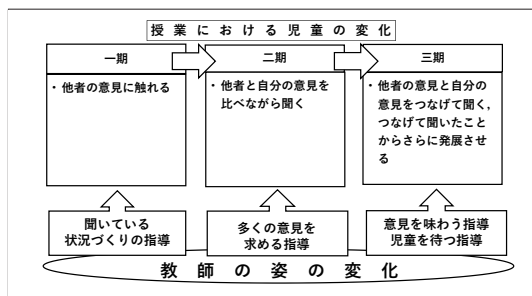 授業における児童の変化
一期
二期
三期
・他者の意見に触れる
・他者と自分の意見を
比べながら聞く
・他者の意見と自分の
意見をつなげて聞く，
つなげて聞いたこと
からさらに発展させ
る
聞いている
状況づくりの指導
多くの意見を
求める指導
意見を味わう指導
児童を待つ指導
教師の姿の変化